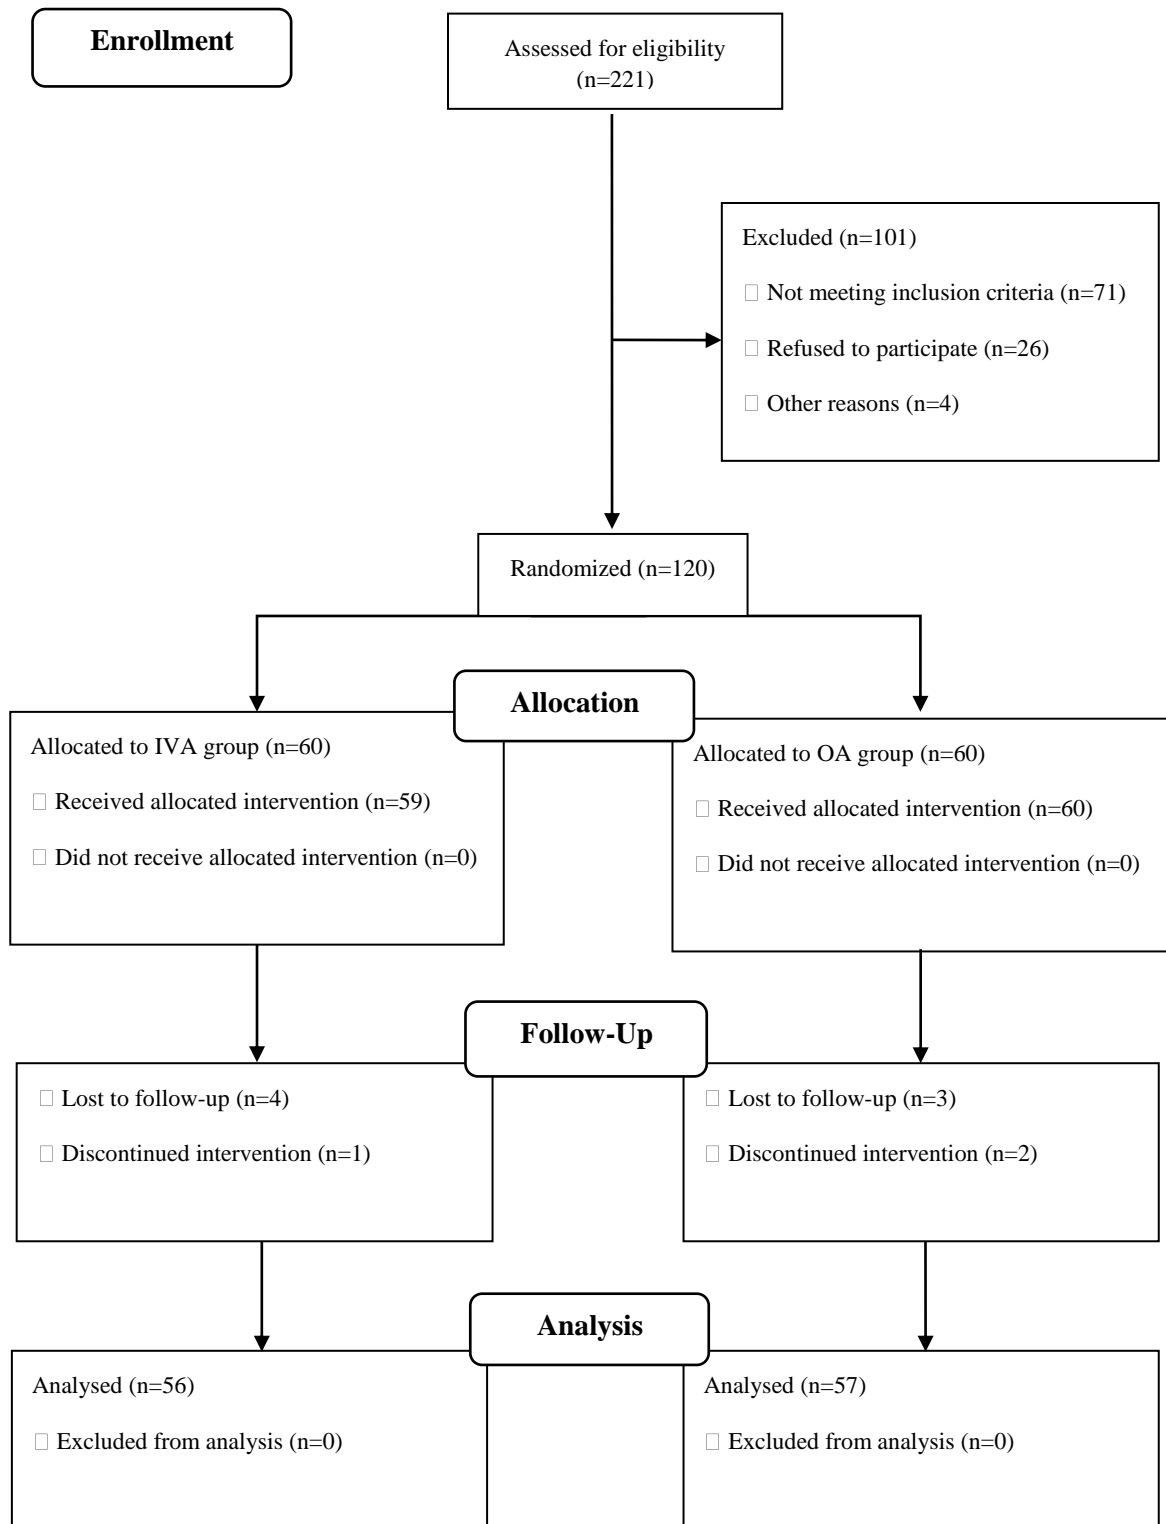 Enrollment
Assessed for eligibility
(n=221)
Excluded (n=101)
□ Not meeting inclusion criteria (n=71)
□ Refused to participate (n=26)
□ Other reasons (n=4)
Randomized (n=120)
Allocation
Allocated to IVA group (n=60)
□ Received allocated intervention (n=59)
□ Did not receive allocated intervention (n=0)
Allocated to OA group (n=60)
□ Received allocated intervention (n=60)
□ Did not receive allocated intervention (n=0)
Follow-Up
□ Lost to follow-up (n=4)
□ Discontinued intervention (n=1)
□ Lost to follow-up (n=3)
□ Discontinued intervention (n=2)
Analysis
Analysed (n=56)
□ Excluded from analysis (n=0)
Analysed (n=57)
□ Excluded from analysis (n=0)